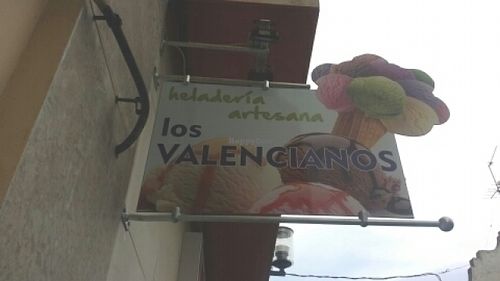 heladería
artesana
los
VALENCIANOS